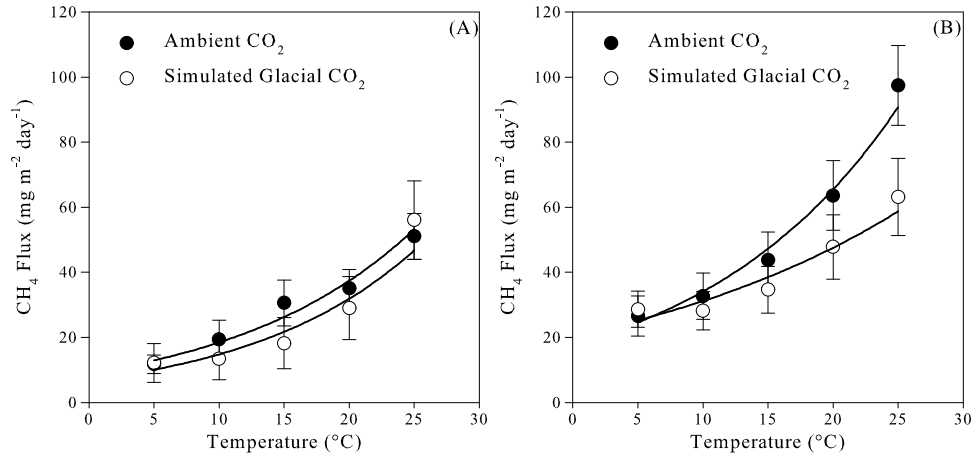 (A)
Ambient CO2
Simulated Glacial CO2
CH4 Flux (mg m-2 day-1)
120
100
80
60
40
20
0
0 5 10 15 20 25 30
Temperature (°C)
(B)
Ambient CO2
Simulated Glacial CO2
CH4 Flux (mg m-2 day-1)
120
100
80
60
40
20
0
0 5 10 15 20 25 30
Temperature (°C)